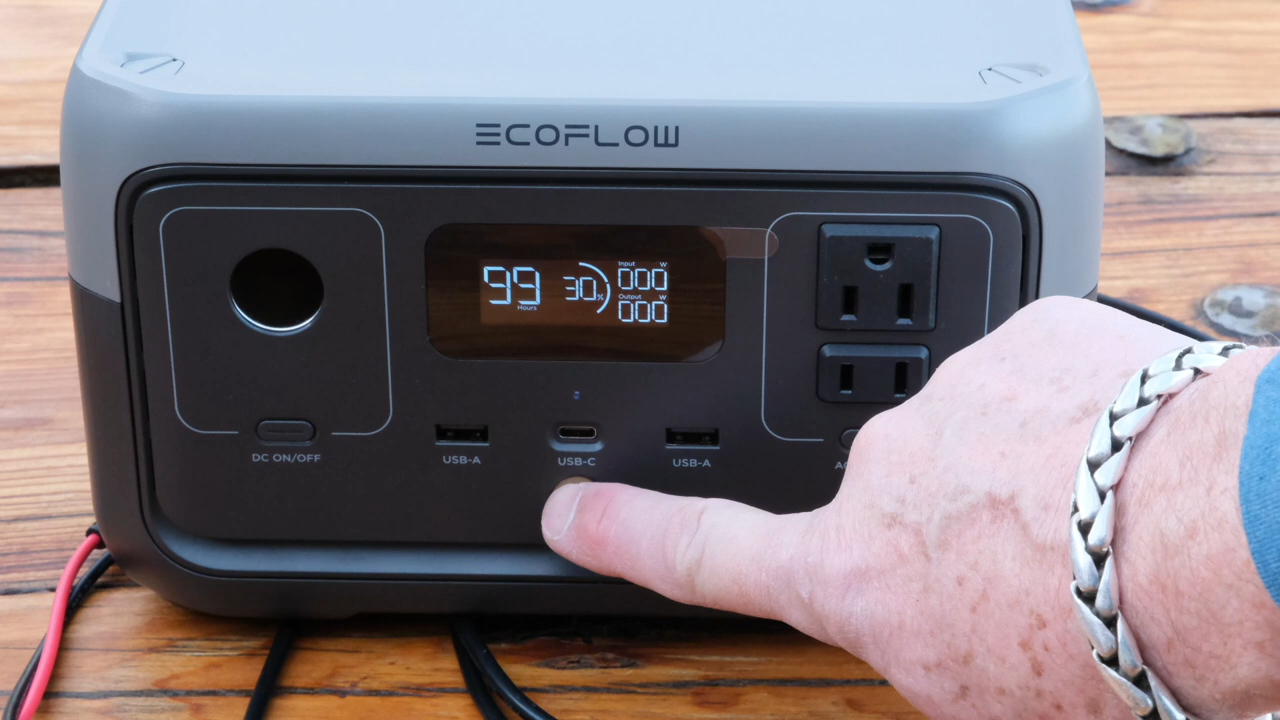 ECOFLOW
99
Hours
30%
Input W
000
Output W
000
DC ON/OFF
USB-A
USB-C
USB-A